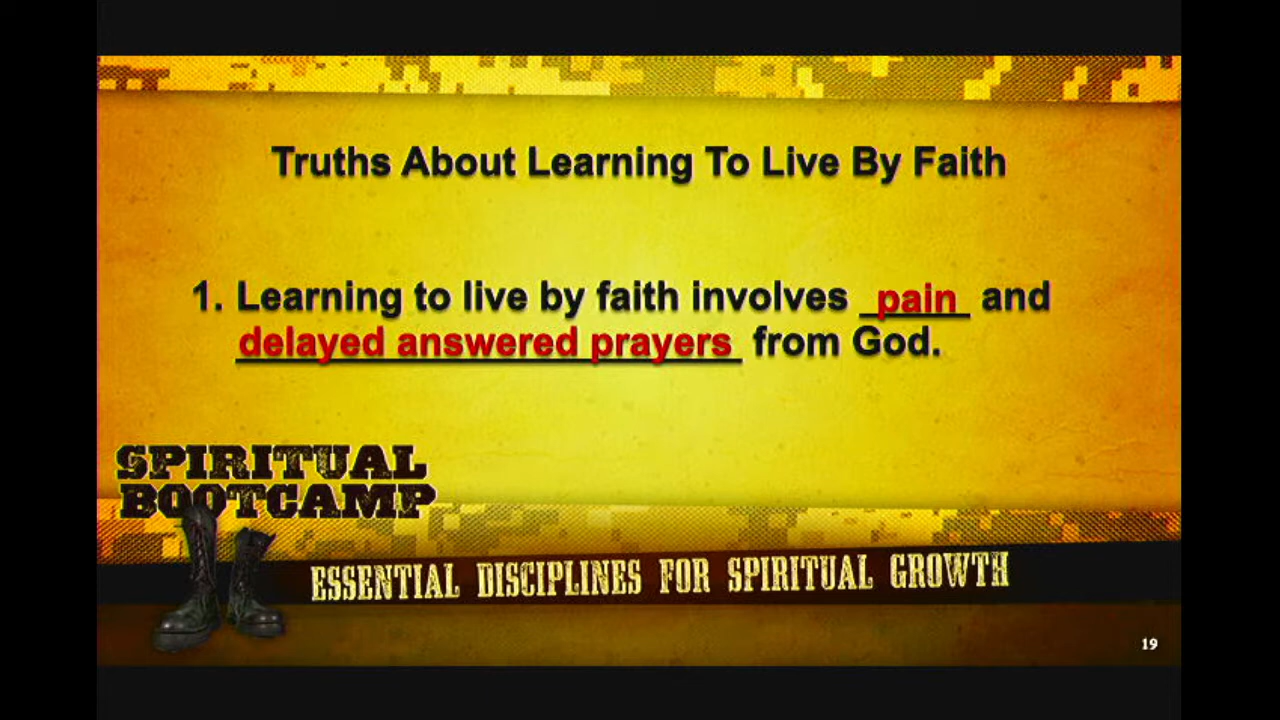 Truths About Learning To Live By Faith
1. Learning to live by faith involves pain and
delayed answered prayers from God.
SPIRITUAL
BOOTCAMP
ESSENTIAL DISCIPLINES FOR SPIRITUAL GROWTH
19